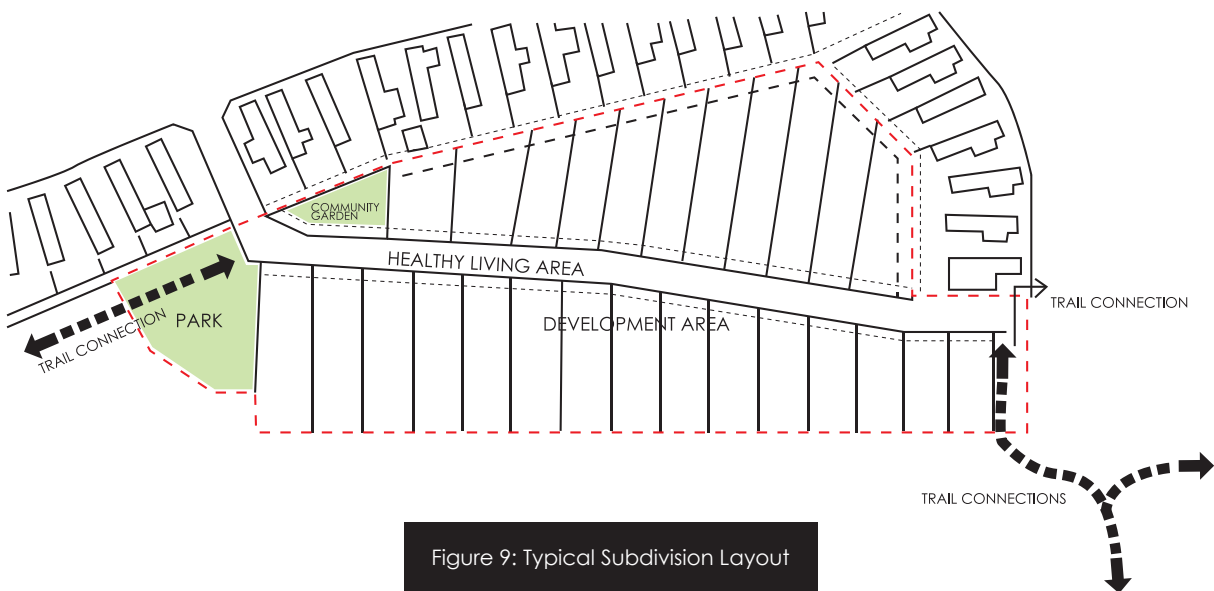 COMMUNITY
GARDEN
HEALTHY LIVING AREA
TRAIL CONNECTION
PARK
TRAIL CONNECTION
DEVELOPMENT AREA
TRAIL CONNECTIONS
Figure 9: Typical Subdivision Layout